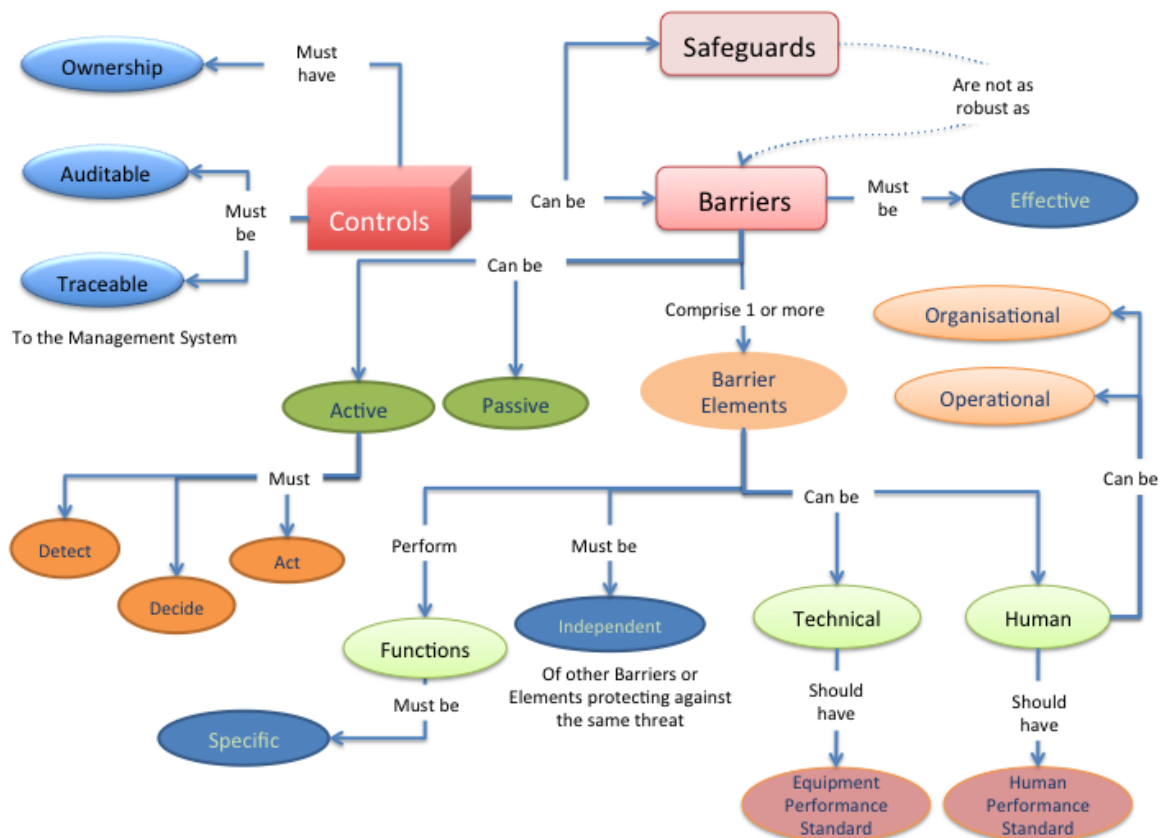 Safeguards
Must
have
Ownership
Are not as
robust as
Auditable
Must
be
Controls
Can be
Barriers
Must
be
Effective
Traceable
To the Management System
Can be
Comprise 1 or more
Organisational
Active
Passive
Barrier
Elements
Operational
Must
Can be
Can be
Detect
Act
Decide
Perform
Must be
Functions
Independent
Technical
Human
Of other Barriers or
Elements protecting against
the same threat
Must be
Specific
Should
have
Should
have
Equipment
Performance
Standard
Human
Performance
Standard